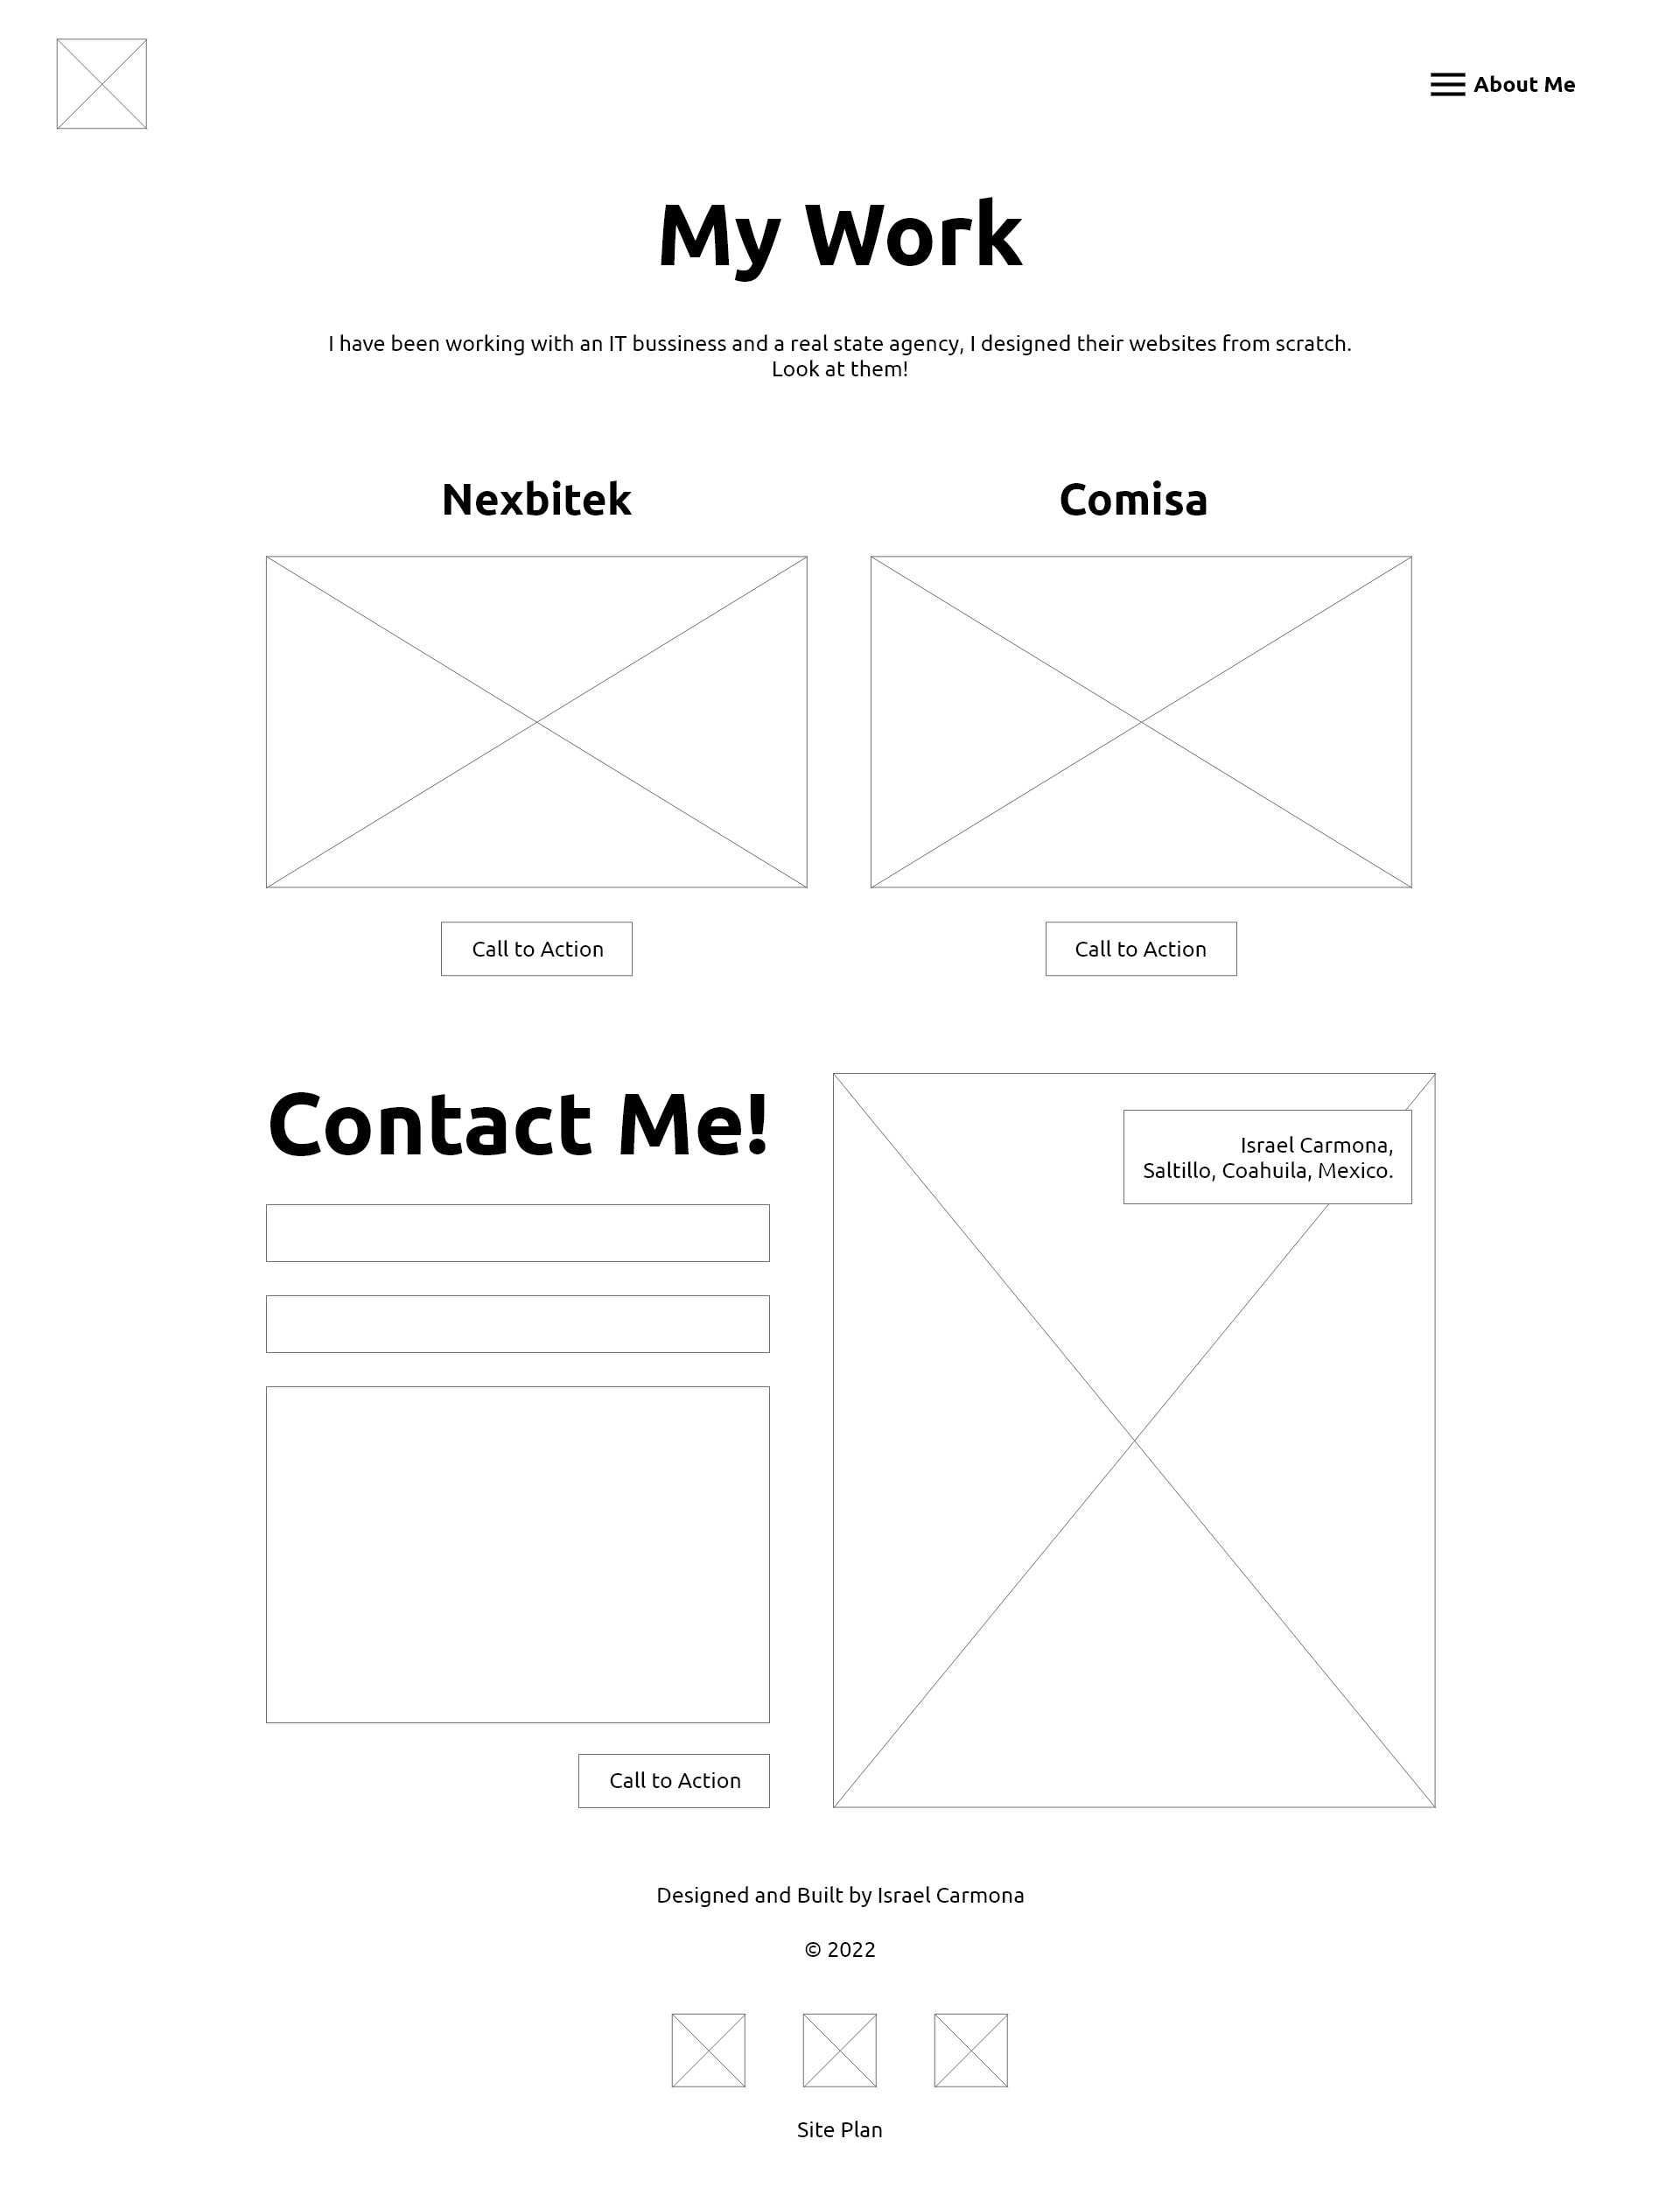 About Me
My Work
I have been working with an IT bussiness and a real state agency, I designed their websites from scratch.
Look at them!
Nexbitek
Comisa
Call to Action
Call to Action
Contact Me!
Israel Carmona,
Saltillo, Coahuila, Mexico.
Call to Action
Designed and Built by Israel Carmona
© 2022
Site Plan